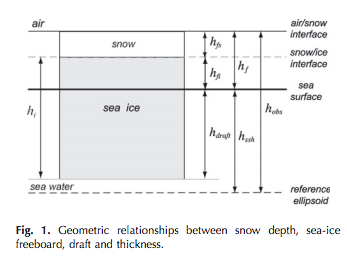 air
air/snow
interface
snow
h_fs
snow/ice
interface
h_fi
h_f
sea
surface
h_i
sea ice
h_obs
h_draft
h_ssh
sea water
reference
ellipsoid
Fig. 1. Geometric relationships between snow depth, sea-ice
freeboard, draft and thickness.